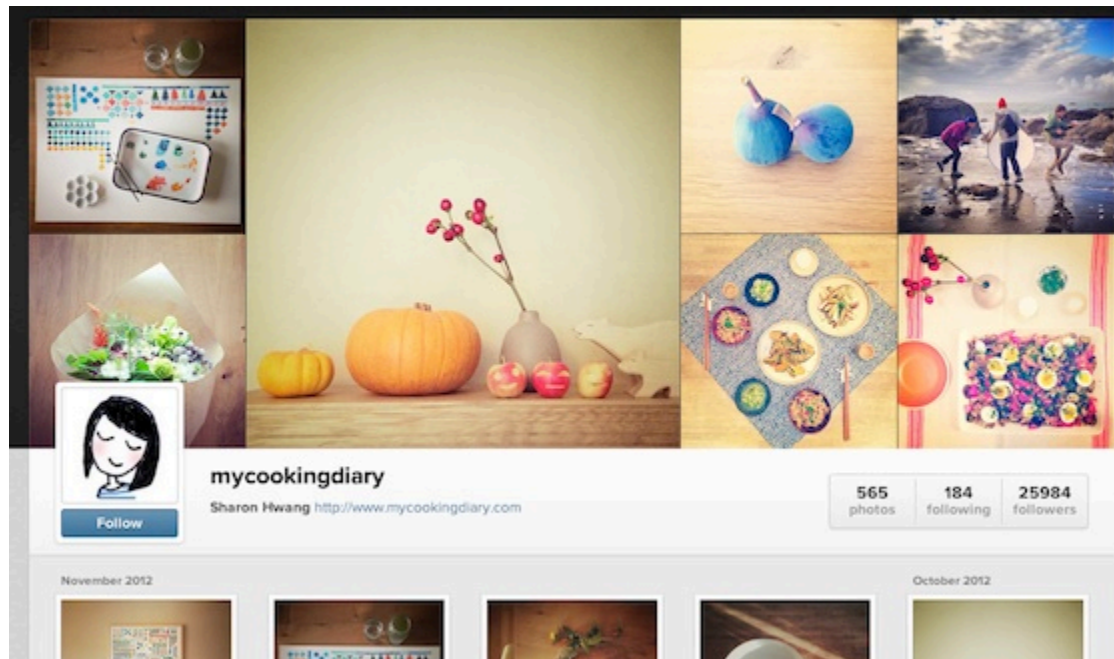 mycookingdiary
Sharon Hwang http://www.mycookingdiary.com
Follow
565 photos
184 following
25984 followers
November 2012
October 2012